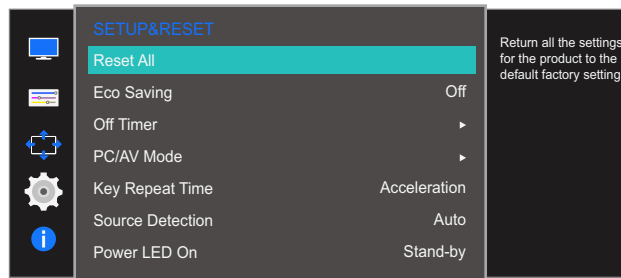 SETUP&RESET
Reset All
Eco Saving Off
Off Timer ▸
PC/AV Mode ▸
Key Repeat Time Acceleration
Source Detection Auto
Power LED On Stand-by
Return all the settings
for the product to the
default factory setting